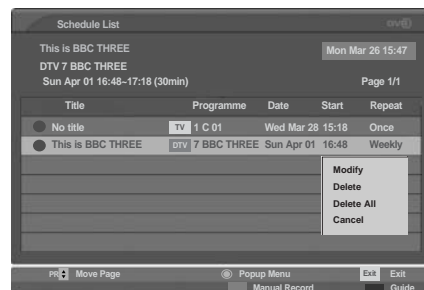 Schedule List
This is BBC THREE Mon Mar 26 15:47
DTV 7 BBC THREE
Sun Apr 01 16:48~17:18 (30min) Page 1/1
Title Programme Date Start Repeat
No title TV 1 C 01 Wed Mar 28 15:18 Once
This is BBC THREE DTV 7 BBC THREE Sun Apr 01 16:48 Weekly
Modify
Delete
Delete All
Cancel
PR Move Page Popup Menu Exit Exit
Manual Record Guide